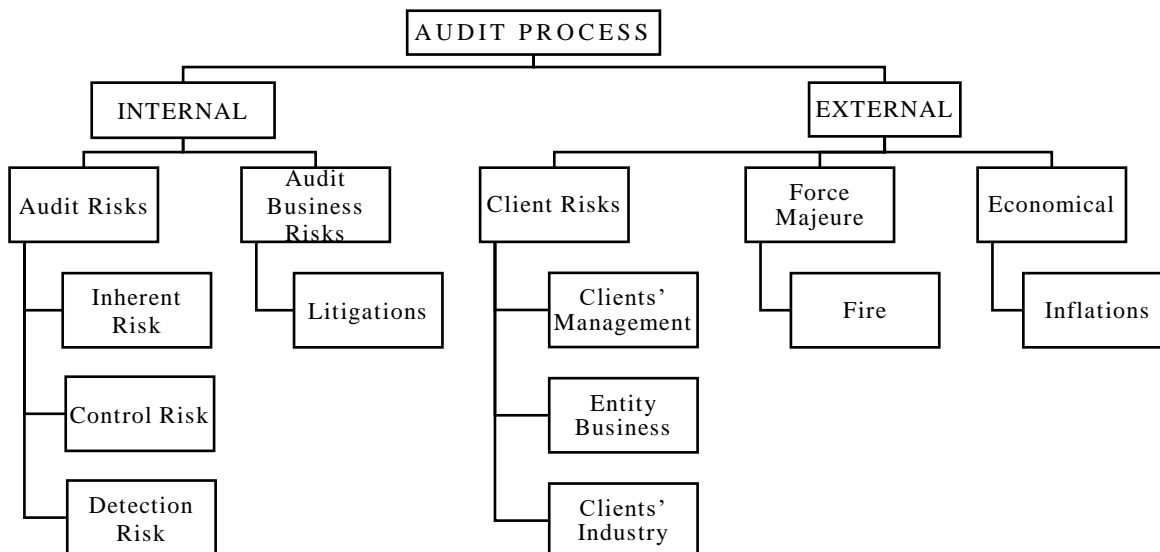 AUDIT PROCESS
INTERNAL
EXTERNAL
Audit Risks
Audit
Business
Risks
Client Risks
Force
Majeure
Economical
Inherent
Risk
Litigations
Clients’
Management
Fire
Inflations
Control Risk
Entity
Business
Detection
Risk
Clients’
Industry